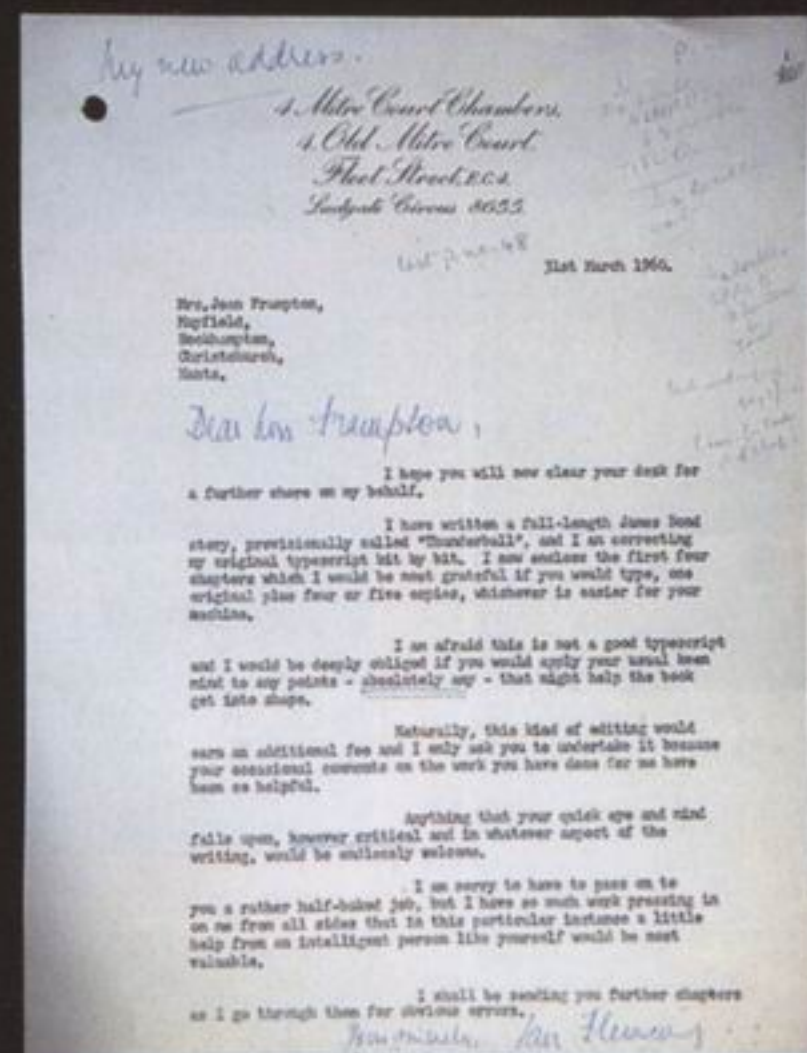 My new address.
4 Mitre Court Chambers,
4 Old Mitre Court,
Fleet Street, E.C.4.
Ludgate Circus 8655.
31st March 1960.
Mrs. Jean Frampton,
Mayfield,
Christchurch,
Hants.
Dear Mrs Frampton,
I hope you will now clear your desk for
a further chore on my behalf.
I have written a full-length James Bond
story, provisionally called "Thunderball", and I am correcting
my original typescript bit by bit. I now enclose the first four
chapters which I would be most grateful if you would type, one
original plus four or five copies, whichever is easier for your
machine.
I am afraid this is not a good typescript
and I would be deeply obliged if you would apply your usual keen
mind to any points - absolutely any - that might help the book
get into shape.
Naturally, this kind of editing would
earn an additional fee and I only ask you to undertake it because
your occasional comments on the work you have done for me have
been so helpful.
Anything that your quick eye and mind
falls upon, however critical and in whatever aspect of the
writing, would be endlessly welcome.
I am sorry to have to pass on to
you a rather half-baked job, but I have so much work pressing in
on me from all sides that in this particular instance a little
help from an intelligent person like yourself would be most
valuable.
I shall be sending you further chapters
as I go through them for obvious errors.
Yours sincerely, Ian Fleming